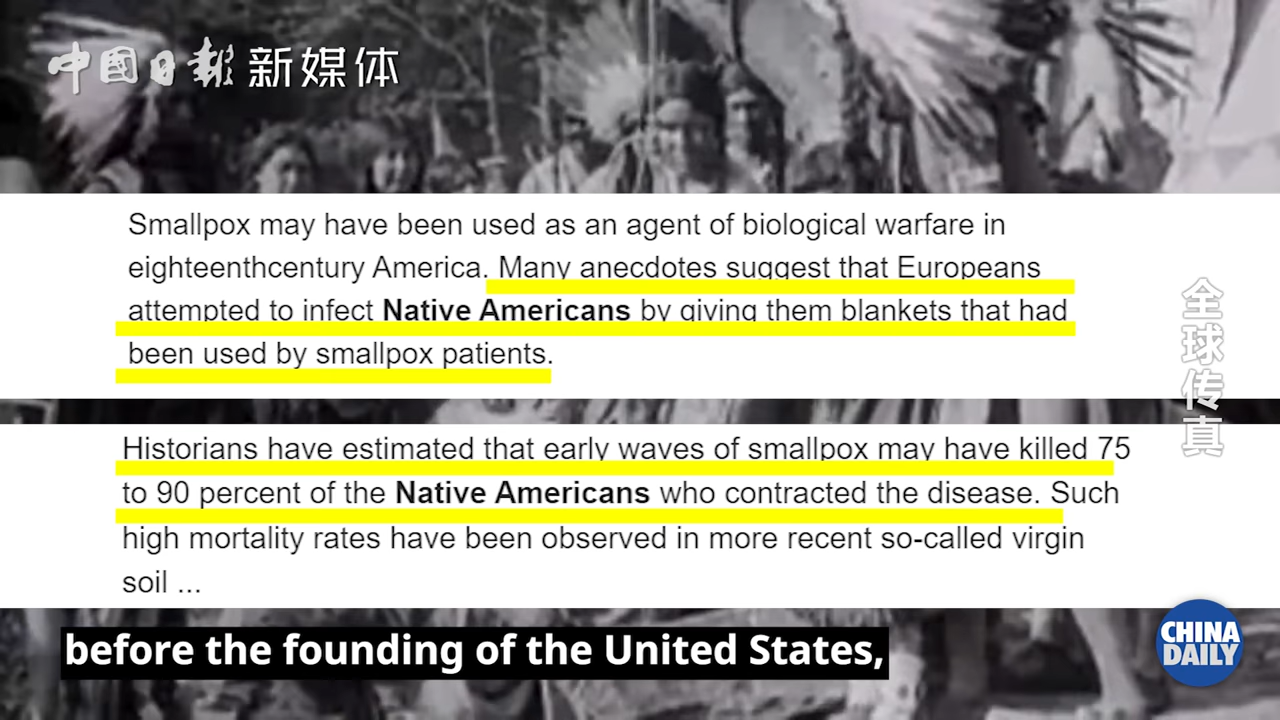 中國日報 新媒体
Smallpox may have been used as an agent of biological warfare in
eighteenthcentury America. Many anecdotes suggest that Europeans
attempted to infect Native Americans by giving them blankets that had
been used by smallpox patients.
全球传真
Historians have estimated that early waves of smallpox may have killed 75
to 90 percent of the Native Americans who contracted the disease. Such
high mortality rates have been observed in more recent so-called virgin
soil ...
before the founding of the United States,
CHINA
DAILY